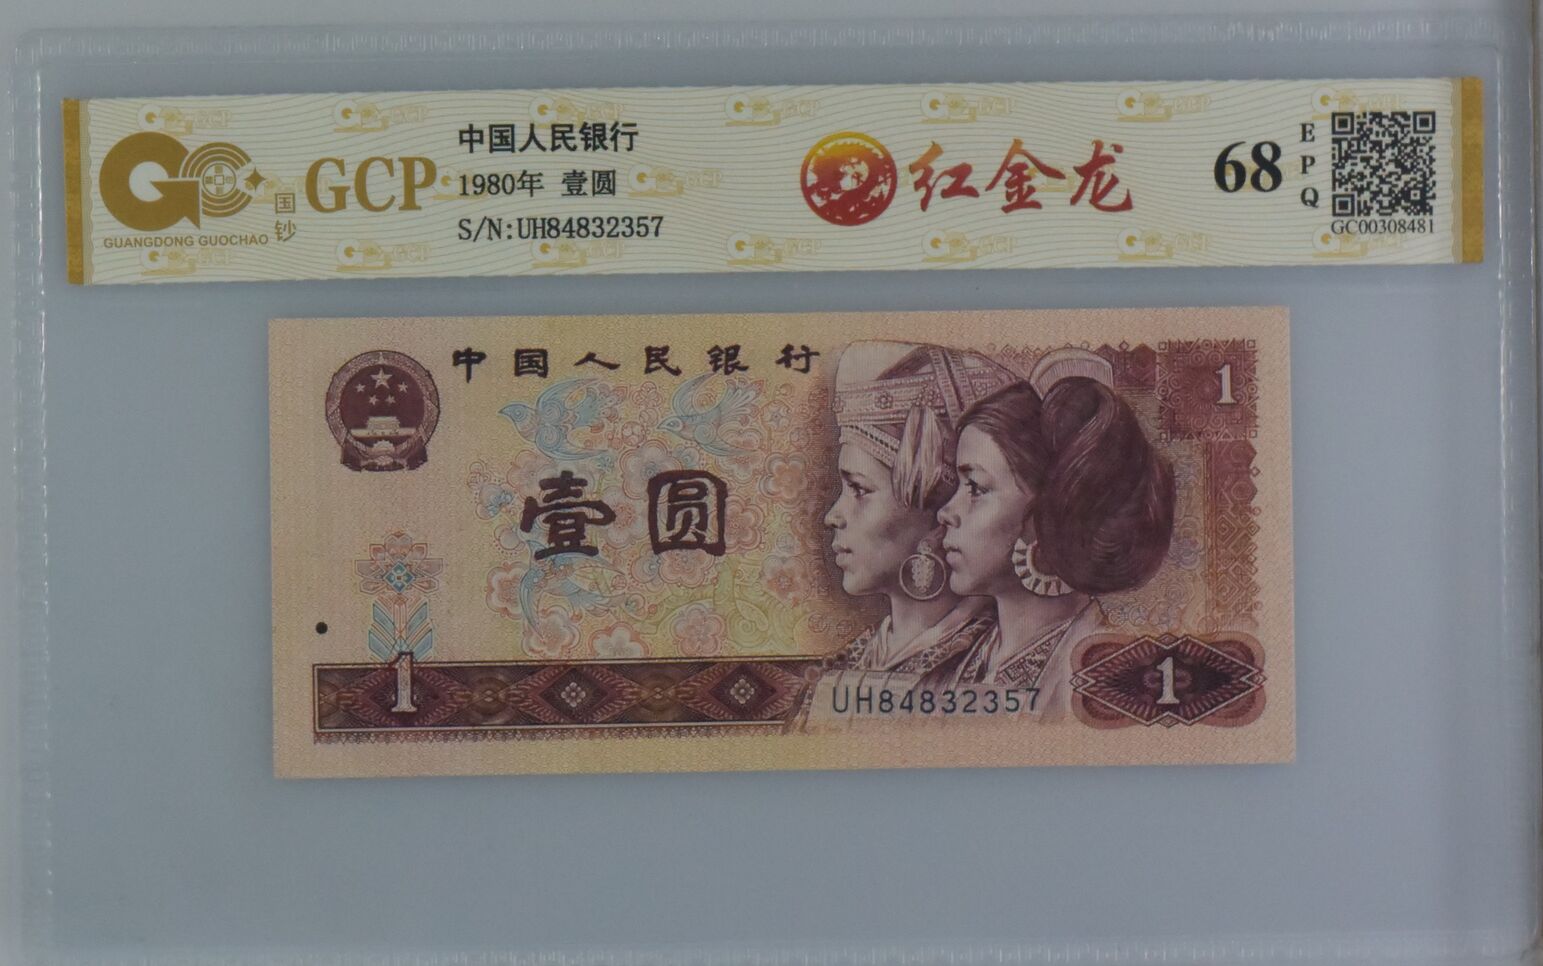 中国人民银行
1980年 壹圆
S/N:UH84832357
GCP
国钞
GUANGDONG GUOCHAO
红金龙
68
EPQ
GC00308481
中国人民银行
1
壹圆
1
UH84832357
1